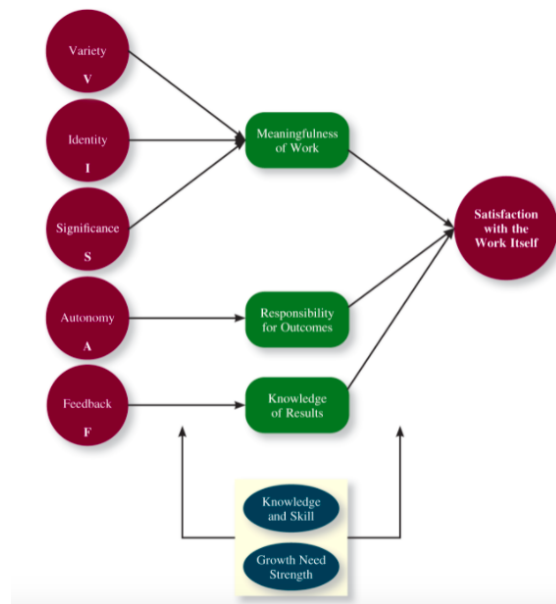 Variety
V
Identity
I
Significance
S
Autonomy
A
Feedback
F
Meaningfulness
of Work
Responsibility
for Outcomes
Knowledge
of Results
Satisfaction
with the
Work Itself
Knowledge
and Skill
Growth Need
Strength